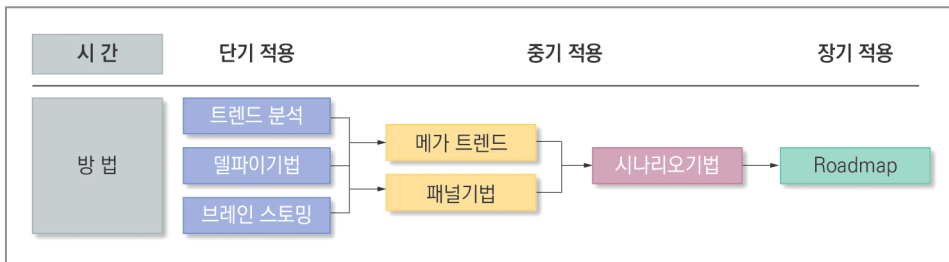 시 간
단기 적용
중기 적용
장기 적용
방 법
트렌드 분석
델파이기법
브레인 스토밍
메가 트렌드
패널기법
시나리오기법
Roadmap